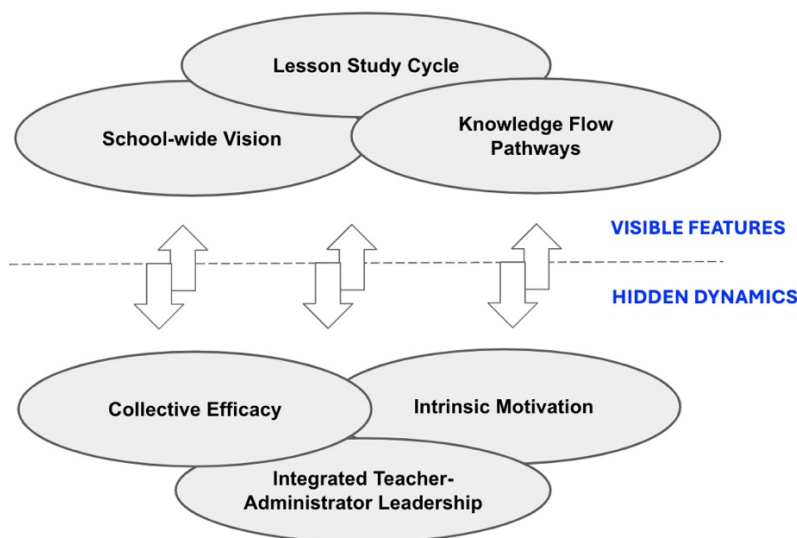 Lesson Study Cycle
School-wide Vision
Knowledge Flow
Pathways
VISIBLE FEATURES
HIDDEN DYNAMICS
Collective Efficacy
Intrinsic Motivation
Integrated Teacher-
Administrator Leadership